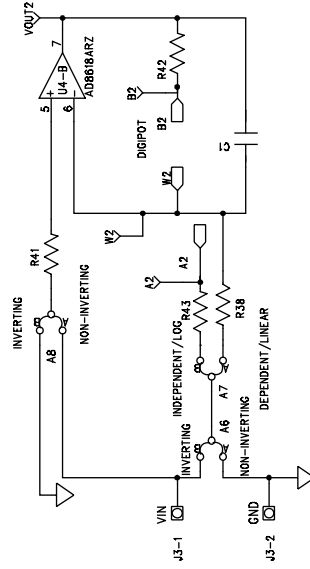 VOUT2
7
U4-B
AD8618ARZ
5
6
+
-
R42
B2
B2
DIGIPOT
C1
W2
W2
R41
A2
A2
INVERTING
B
A
A8
NON-INVERTING
INDEPENDENT/LOG
R43
R38
B
A
A7
DEPENDENT/LINEAR
INVERTING
B
A
A6
NON-INVERTING
VIN
GND
J3-1
J3-2